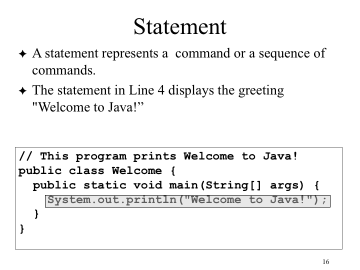 Statement
✦ A statement represents a  command or a sequence of
commands.
✦ The statement in Line 4 displays the greeting
"Welcome to Java!”
// This program prints Welcome to Java!
public class Welcome {
  public static void main(String[] args) {
    System.out.println("Welcome to Java!");
  }
}
16